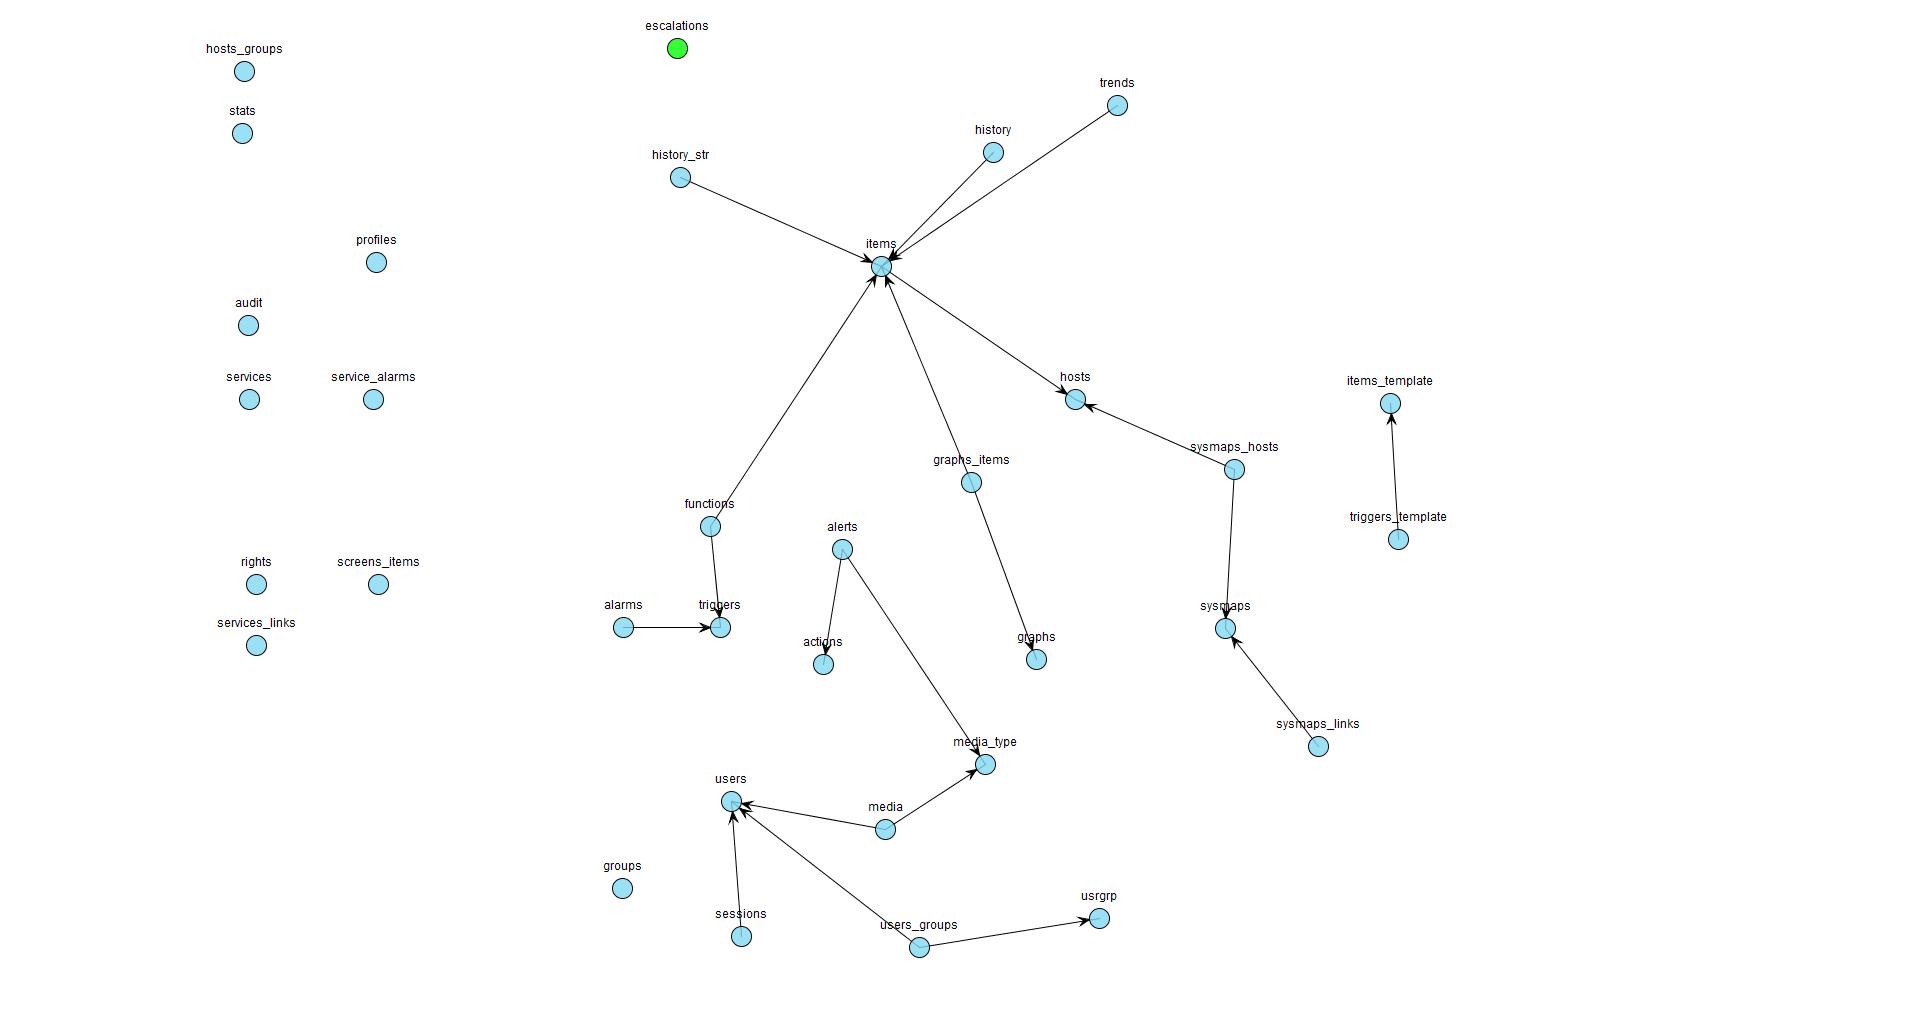 escalations
hosts_groups
trends
stats
history
history_str
profiles
items
audit
services
service_alarms
hosts
items_template
sysmaps_hosts
graphs_items
functions
triggers_template
alerts
rights
screens_items
alarms
triggers
sysmaps
services_links
actions
graphs
sysmaps_links
media_type
users
media
groups
usrgrp
sessions
users_groups